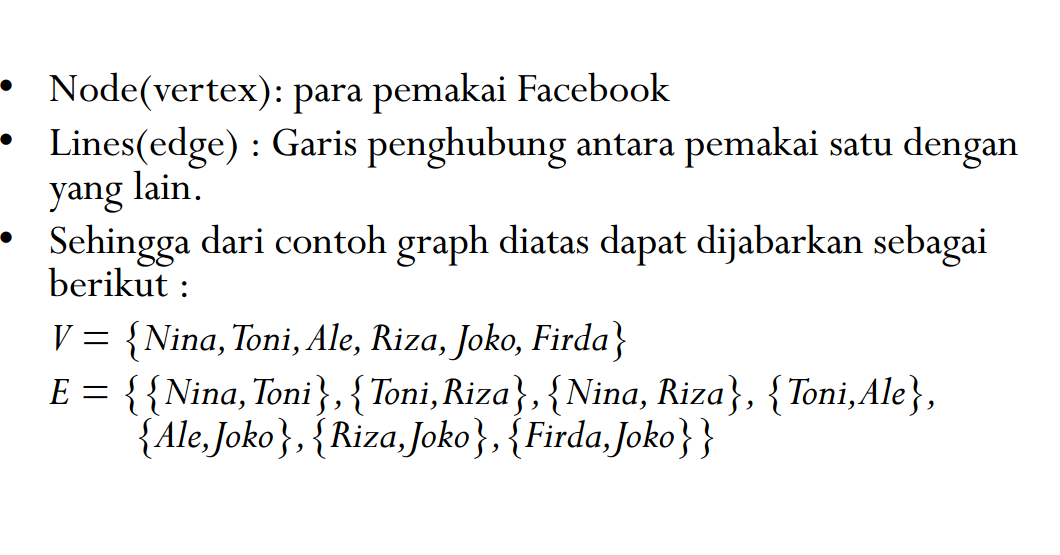 • Node(vertex): para pemakai Facebook
• Lines(edge) : Garis penghubung antara pemakai satu dengan
yang lain.
• Sehingga dari contoh graph diatas dapat dijabarkan sebagai
berikut :
V = {Nina, Toni, Ale, Riza, Joko, Firda}
E = {{Nina,Toni},{Toni,Riza},{Nina, Riza}, {Toni,Ale},
{Ale,Joko},{Riza,Joko},{Firda,Joko}}